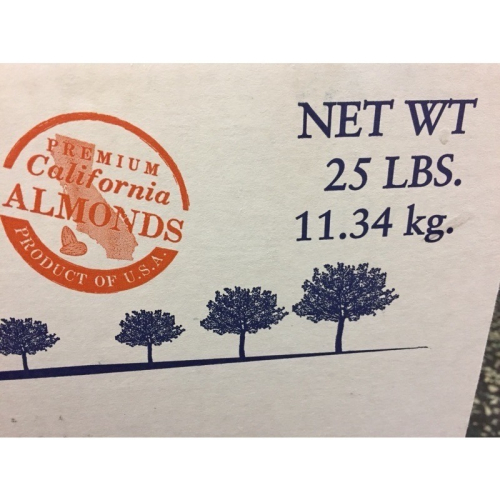 PREMIUM
California
ALMONDS
PRODUCT OF U.S.A.
NET WT
25 LBS.
11.34 kg.